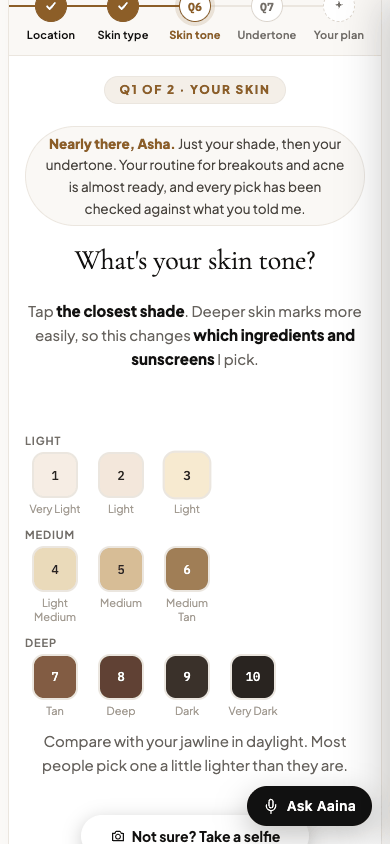 Q6
Q7
Location
Skin type
Skin tone
Undertone
Your plan
Q1 OF 2 · YOUR SKIN
Nearly there, Asha. Just your shade, then your
undertone. Your routine for breakouts and acne
is almost ready, and every pick has been
checked against what you told me.
What's your skin tone?
Tap the closest shade. Deeper skin marks more
easily, so this changes which ingredients and
sunscreens I pick.
LIGHT
1
2
3
Very Light
Light
Light
MEDIUM
4
5
6
Light
Medium
Medium
Medium
Tan
DEEP
7
8
9
10
Tan
Deep
Dark
Very Dark
Compare with your jawline in daylight. Most
people pick one a little lighter than they are.
Ask Aaina
Not sure? Take a selfie